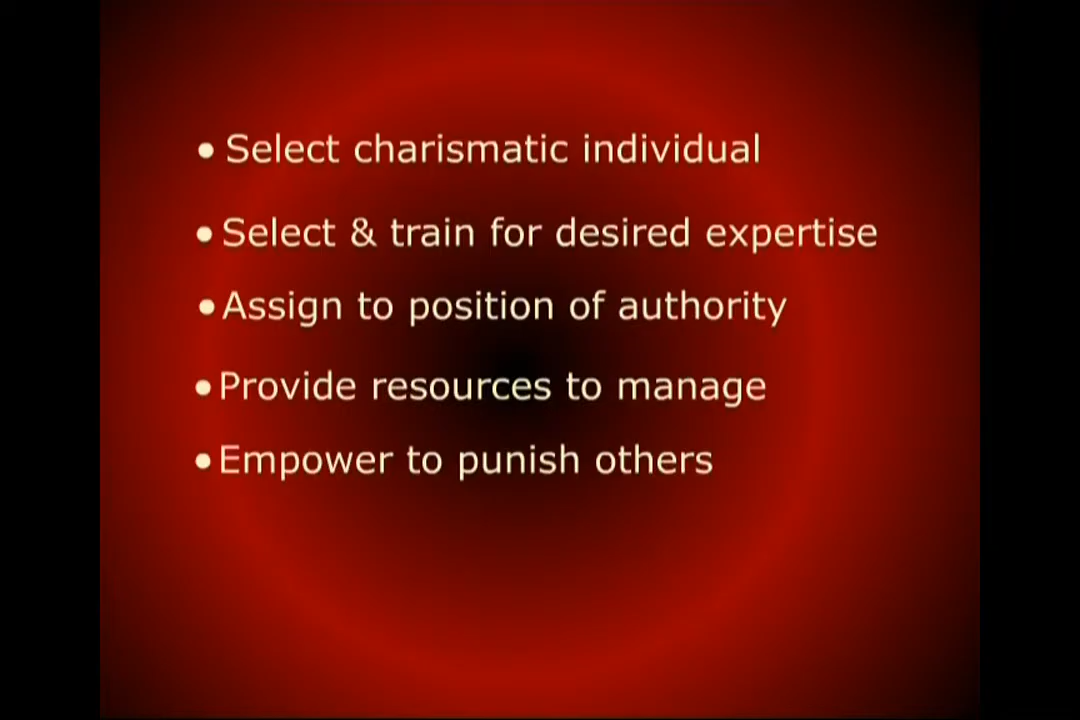 • Select charismatic individual
• Select & train for desired expertise
• Assign to position of authority
• Provide resources to manage
• Empower to punish others